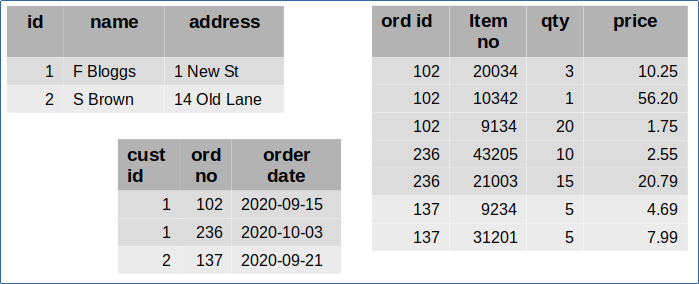 id name address
1 F Bloggs 1 New St
2 S Brown 14 Old Lane
cust ord order
id no date
1 102 2020-09-15
1 236 2020-10-03
2 137 2020-09-21
ord id Item qty price
no
102 20034 3 10.25
102 10342 1 56.20
102 9134 20 1.75
236 43205 10 2.55
236 21003 15 20.79
137 9234 5 4.69
137 31201 5 7.99